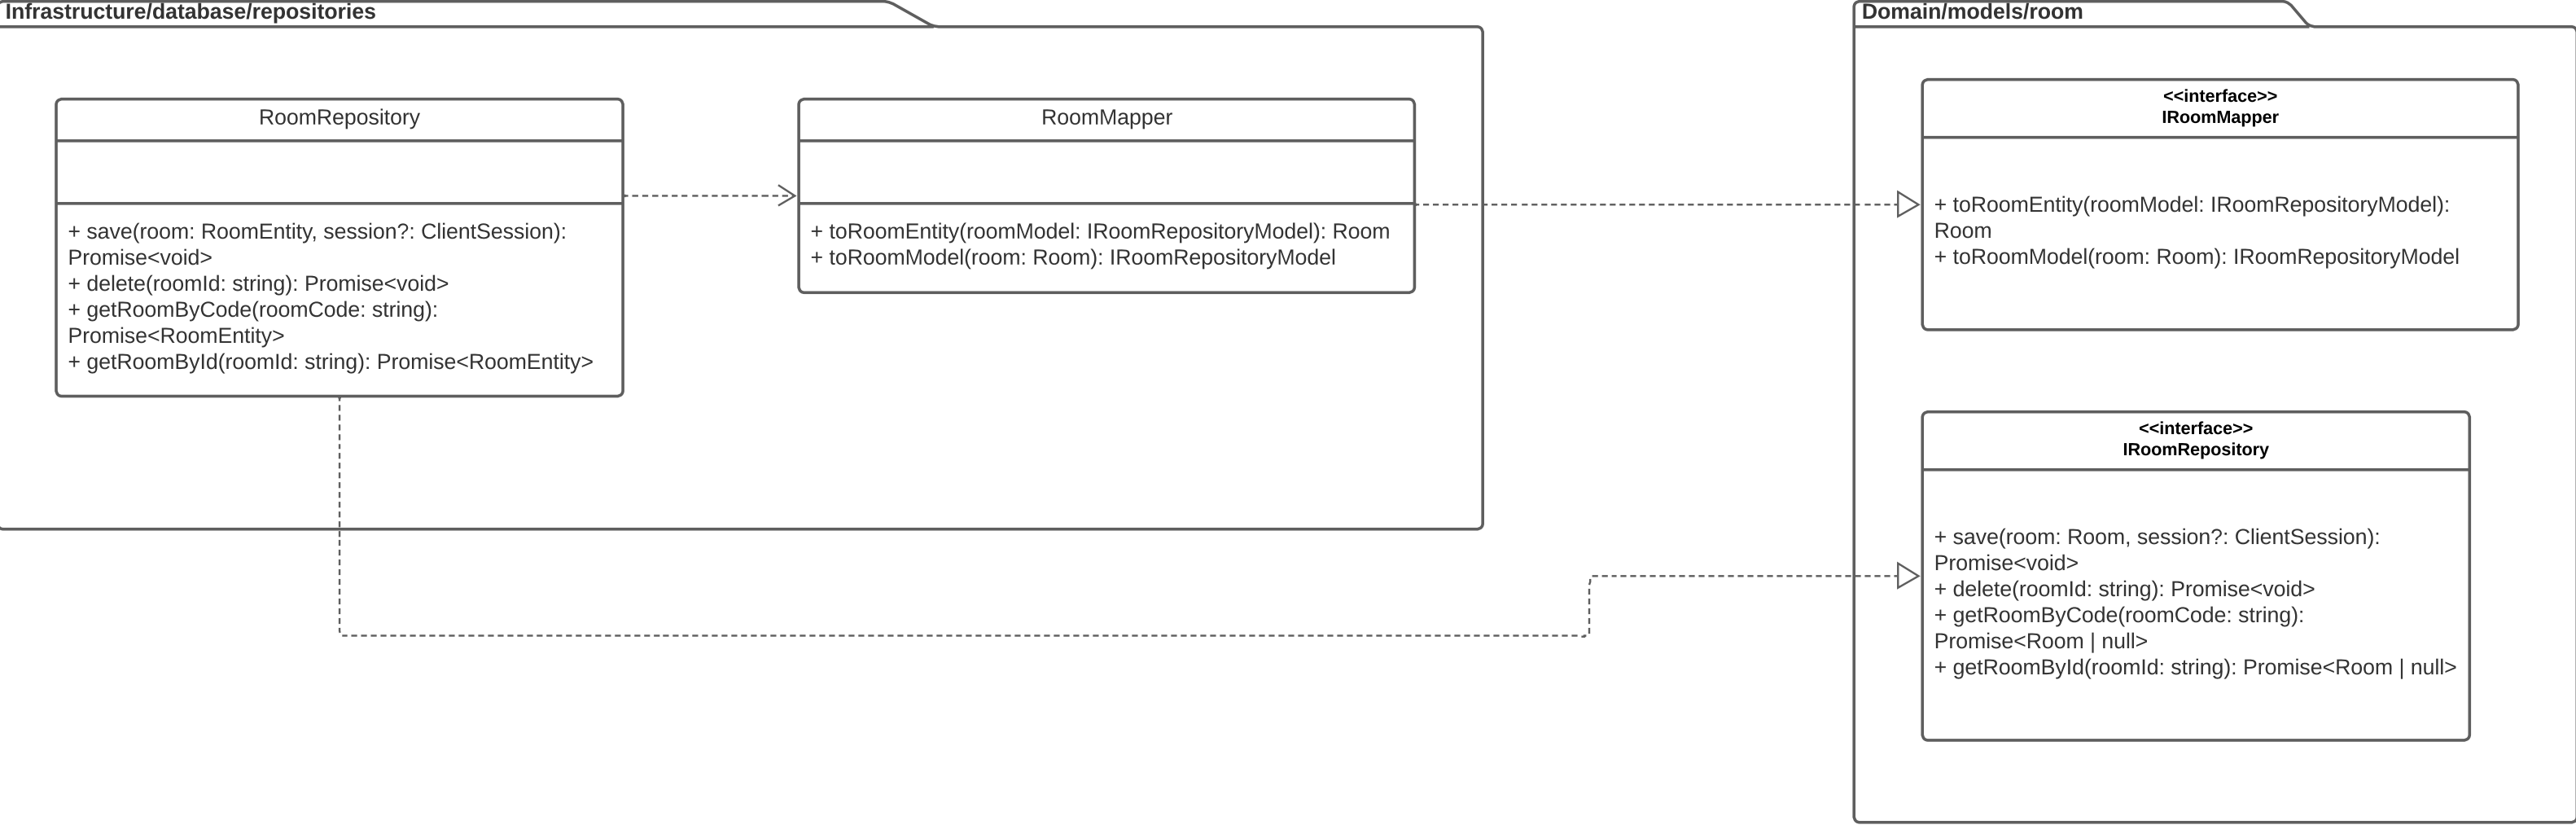 Infrastructure/database/repositories
RoomRepository
+ save(room: RoomEntity, session?: ClientSession):
Promise<void>
+ delete(roomId: string): Promise<void>
+ getRoomByCode(roomCode: string):
Promise<RoomEntity>
+ getRoomById(roomId: string): Promise<RoomEntity>
RoomMapper
+ toRoomEntity(roomModel: IRoomRepositoryModel): Room
+ toRoomModel(room: Room): IRoomRepositoryModel
Domain/models/room
<<interface>>
IRoomMapper
+ toRoomEntity(roomModel: IRoomRepositoryModel):
Room
+ toRoomModel(room: Room): IRoomRepositoryModel
<<interface>>
IRoomRepository
+ save(room: Room, session?: ClientSession):
Promise<void>
+ delete(roomId: string): Promise<void>
+ getRoomByCode(roomCode: string):
Promise<Room | null>
+ getRoomById(roomId: string): Promise<Room | null>